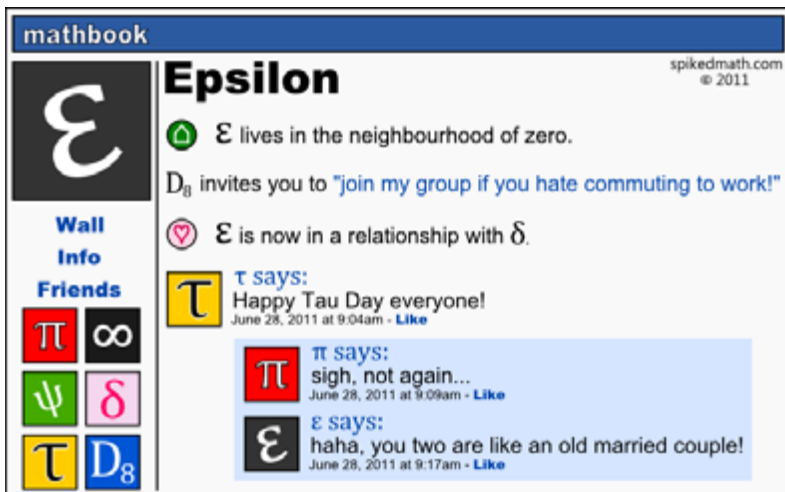 mathbook
spikedmath.com
© 2011
ε
Epsilon
ε lives in the neighbourhood of zero.
D₈ invites you to "join my group if you hate commuting to work!"
ε is now in a relationship with δ.
Wall
Info
Friends
π ∞
ψ δ
τ D₈
τ
τ says:
Happy Tau Day everyone!
June 28, 2011 at 9:04am - Like
π
π says:
sigh, not again...
June 28, 2011 at 9:09am - Like
ε
ε says:
haha, you two are like an old married couple!
June 28, 2011 at 9:17am - Like